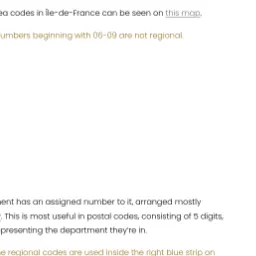 ea codes in Île-de-France can be seen on this map.
umbers beginning with 06-09 are not regional.
ent has an assigned number to it, arranged mostly
. This is most useful in postal codes, consisting of 5 digits,
presenting the department they're in.
e regional codes are used inside the right blue strip on